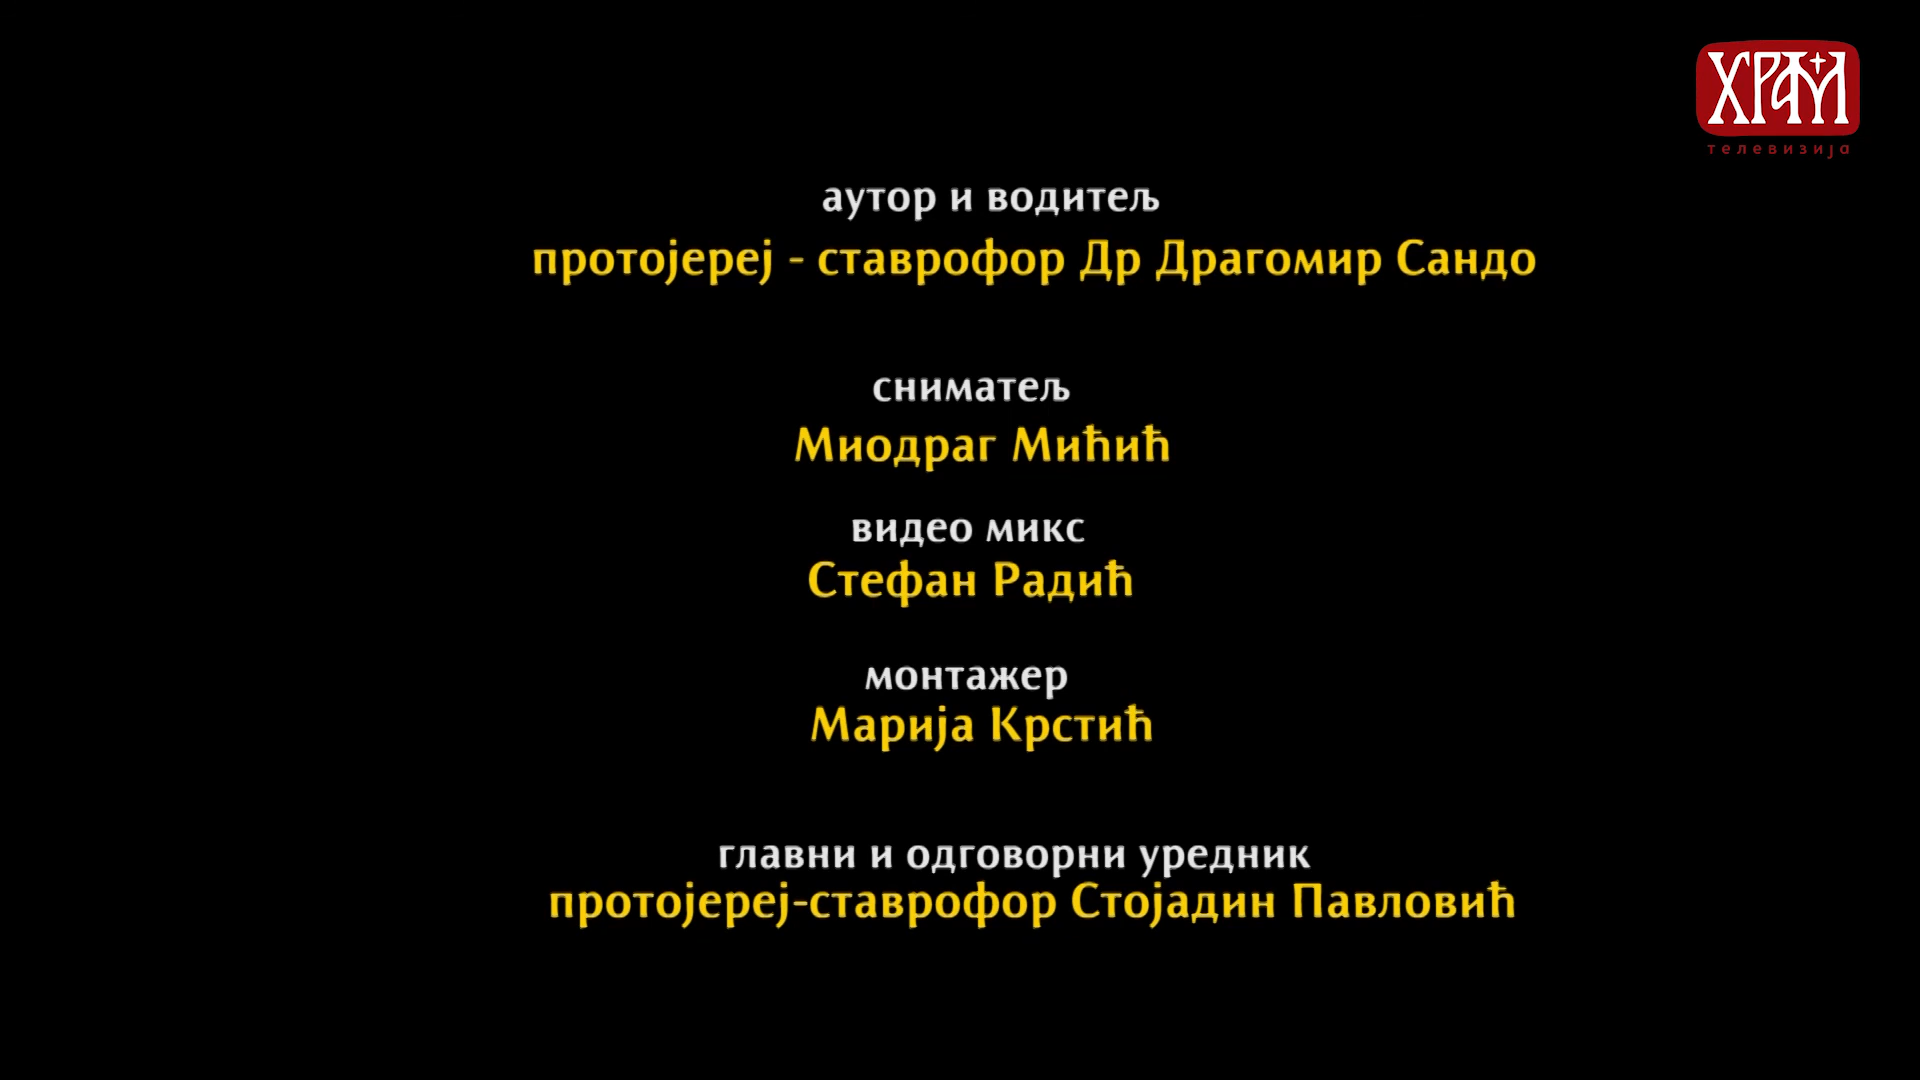 ХРАМ
телевизија
аутор и водитељ
протојереј - ставрофор Др Драгомир Сандо
сниматељ
Миодраг Мићић
видео микс
Стефан Радић
монтажер
Марија Крстић
главни и одговорни уредник
протојереј-ставрофор Стојадин Павловић